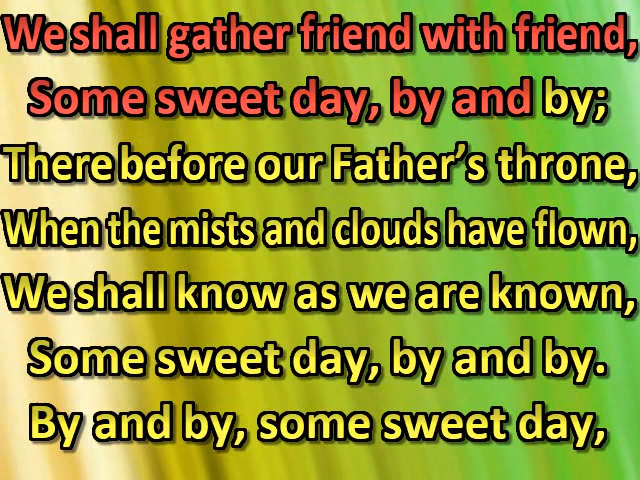 We shall gather friend with friend,
Some sweet day, by and by;
There before our Father’s throne,
When the mists and clouds have flown,
We shall know as we are known,
Some sweet day, by and by.
By and by, some sweet day,